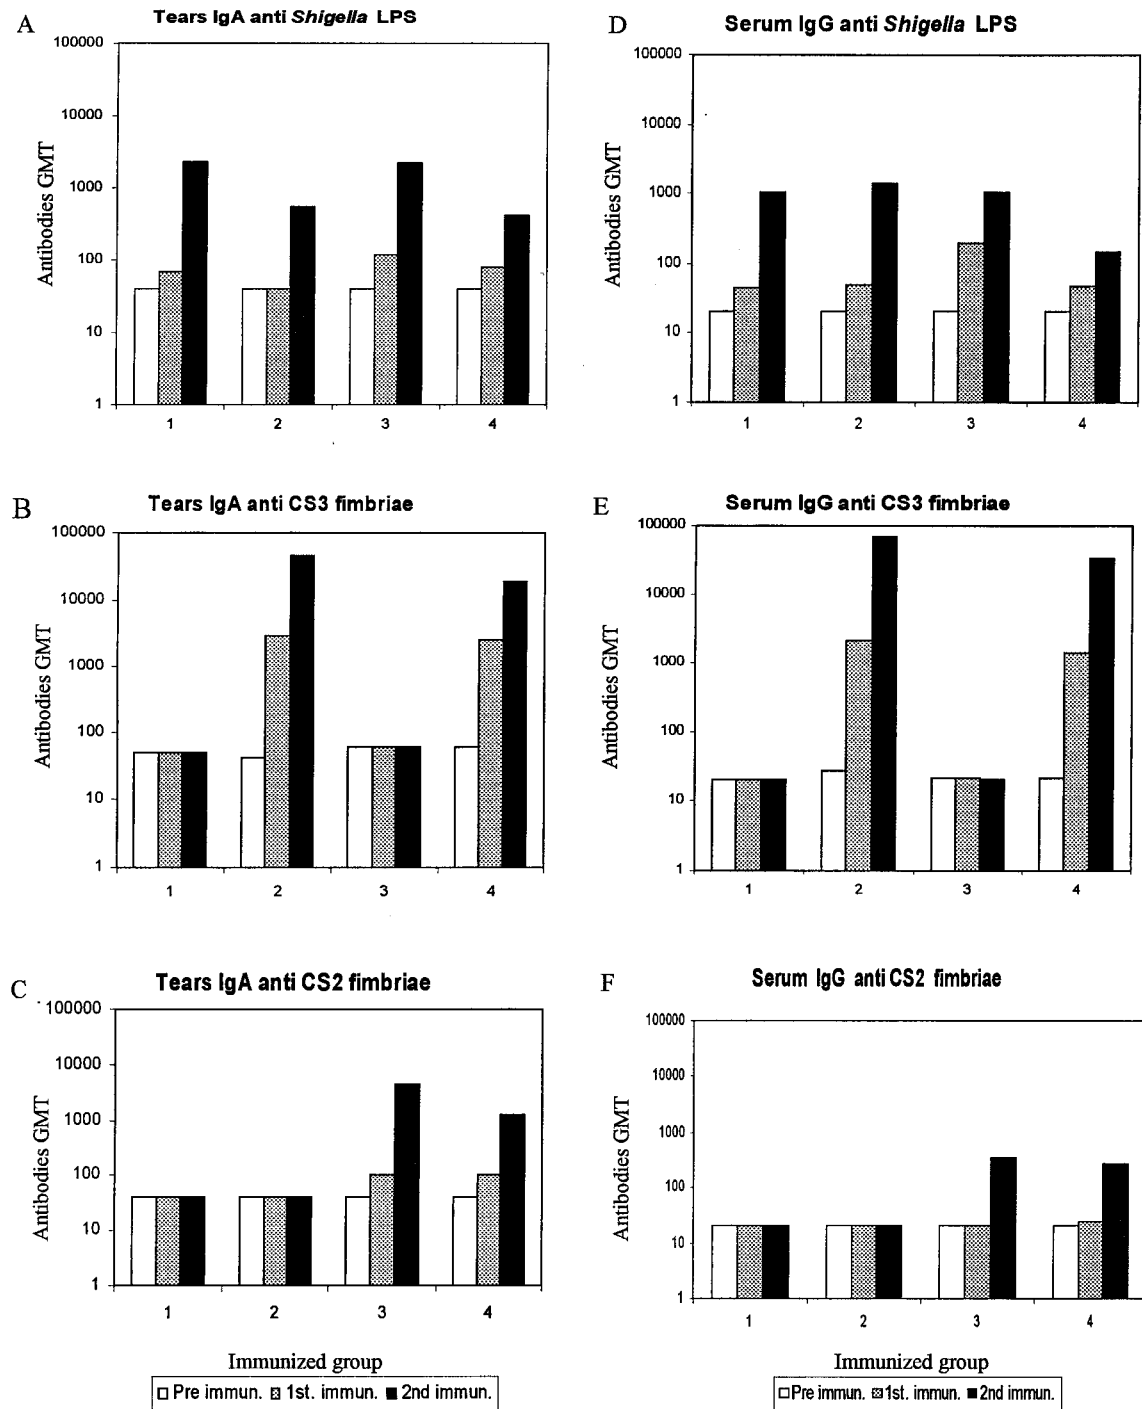 A
Tears IgA anti Shigella LPS
100000
10000
1000
100
10
1
Antibodies GMT
1 2 3 4
D
Serum IgG anti Shigella LPS
100000
10000
1000
100
10
1
Antibodies GMT
1 2 3 4
B
Tears IgA anti CS3 fimbriae
100000
10000
1000
100
10
1
Antibodies GMT
1 2 3 4
E
Serum IgG anti CS3 fimbriae
100000
10000
1000
100
10
1
Antibodies GMT
1 2 3 4
C
Tears IgA anti CS2 fimbriae
100000
10000
1000
100
10
1
Antibodies GMT
1 2 3 4
Immunized group
Pre immun. 1st. immun. 2nd immun.
F
Serum IgG anti CS2 fimbriae
100000
10000
1000
100
10
1
Antibodies GMT
1 2 3 4
Immunized group
Pre immun. 1st. immun. 2nd immun.